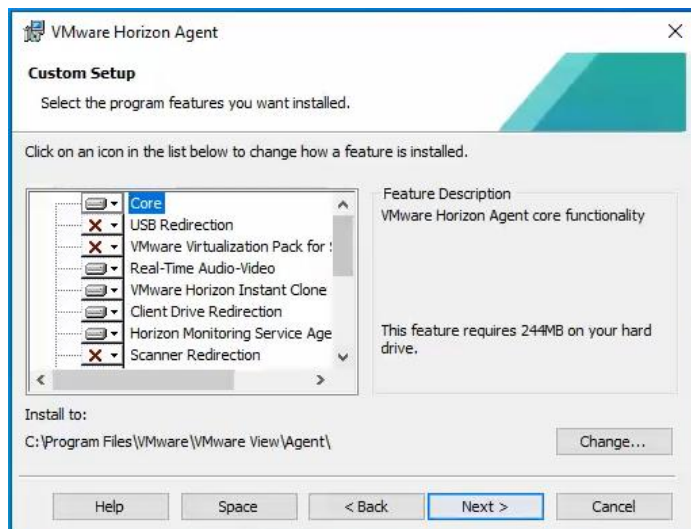 VMware Horizon Agent
Custom Setup
Select the program features you want installed.
Click on an icon in the list below to change how a feature is installed.
Core
USB Redirection
VMware Virtualization Pack for
Real-Time Audio-Video
VMware Horizon Instant Clone
Client Drive Redirection
Horizon Monitoring Service Age
Scanner Redirection
Feature Description
VMware Horizon Agent core functionality
This feature requires 244MB on your hard
drive.
Install to:
C:\Program Files\VMware\VMware View\Agent\
Change...
Help
Space
< Back
Next >
Cancel